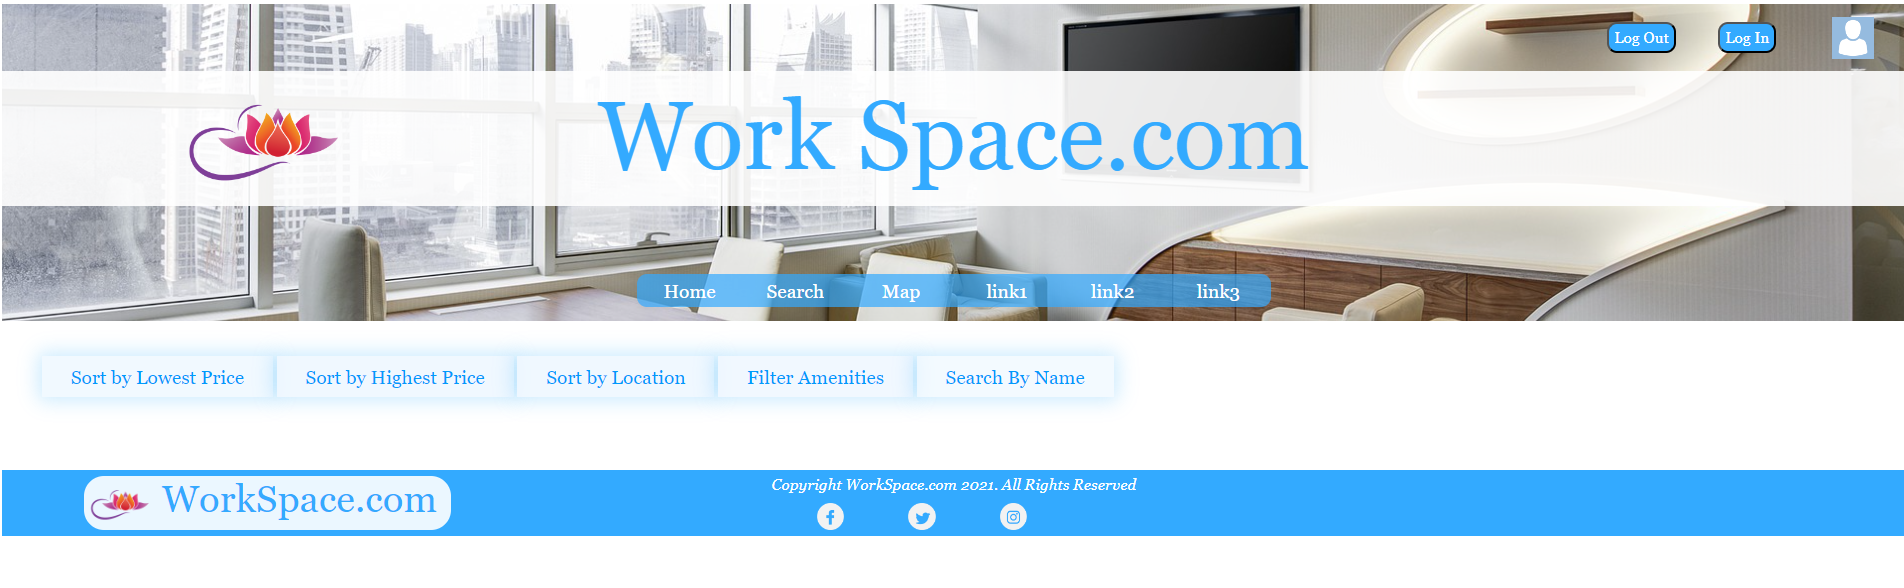 Log Out Log In
Work Space.com
Home Search Map link1 link2 link3
Sort by Lowest Price Sort by Highest Price Sort by Location Filter Amenities Search By Name
WorkSpace.com
Copyright WorkSpace.com 2021. All Rights Reserved